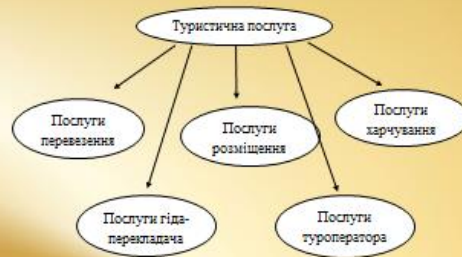 Туристична послуга
Послуги
перевезення
Послуги
розміщення
Послуги
харчування
Послуги гіда-
перекладача
Послуги
туроператора